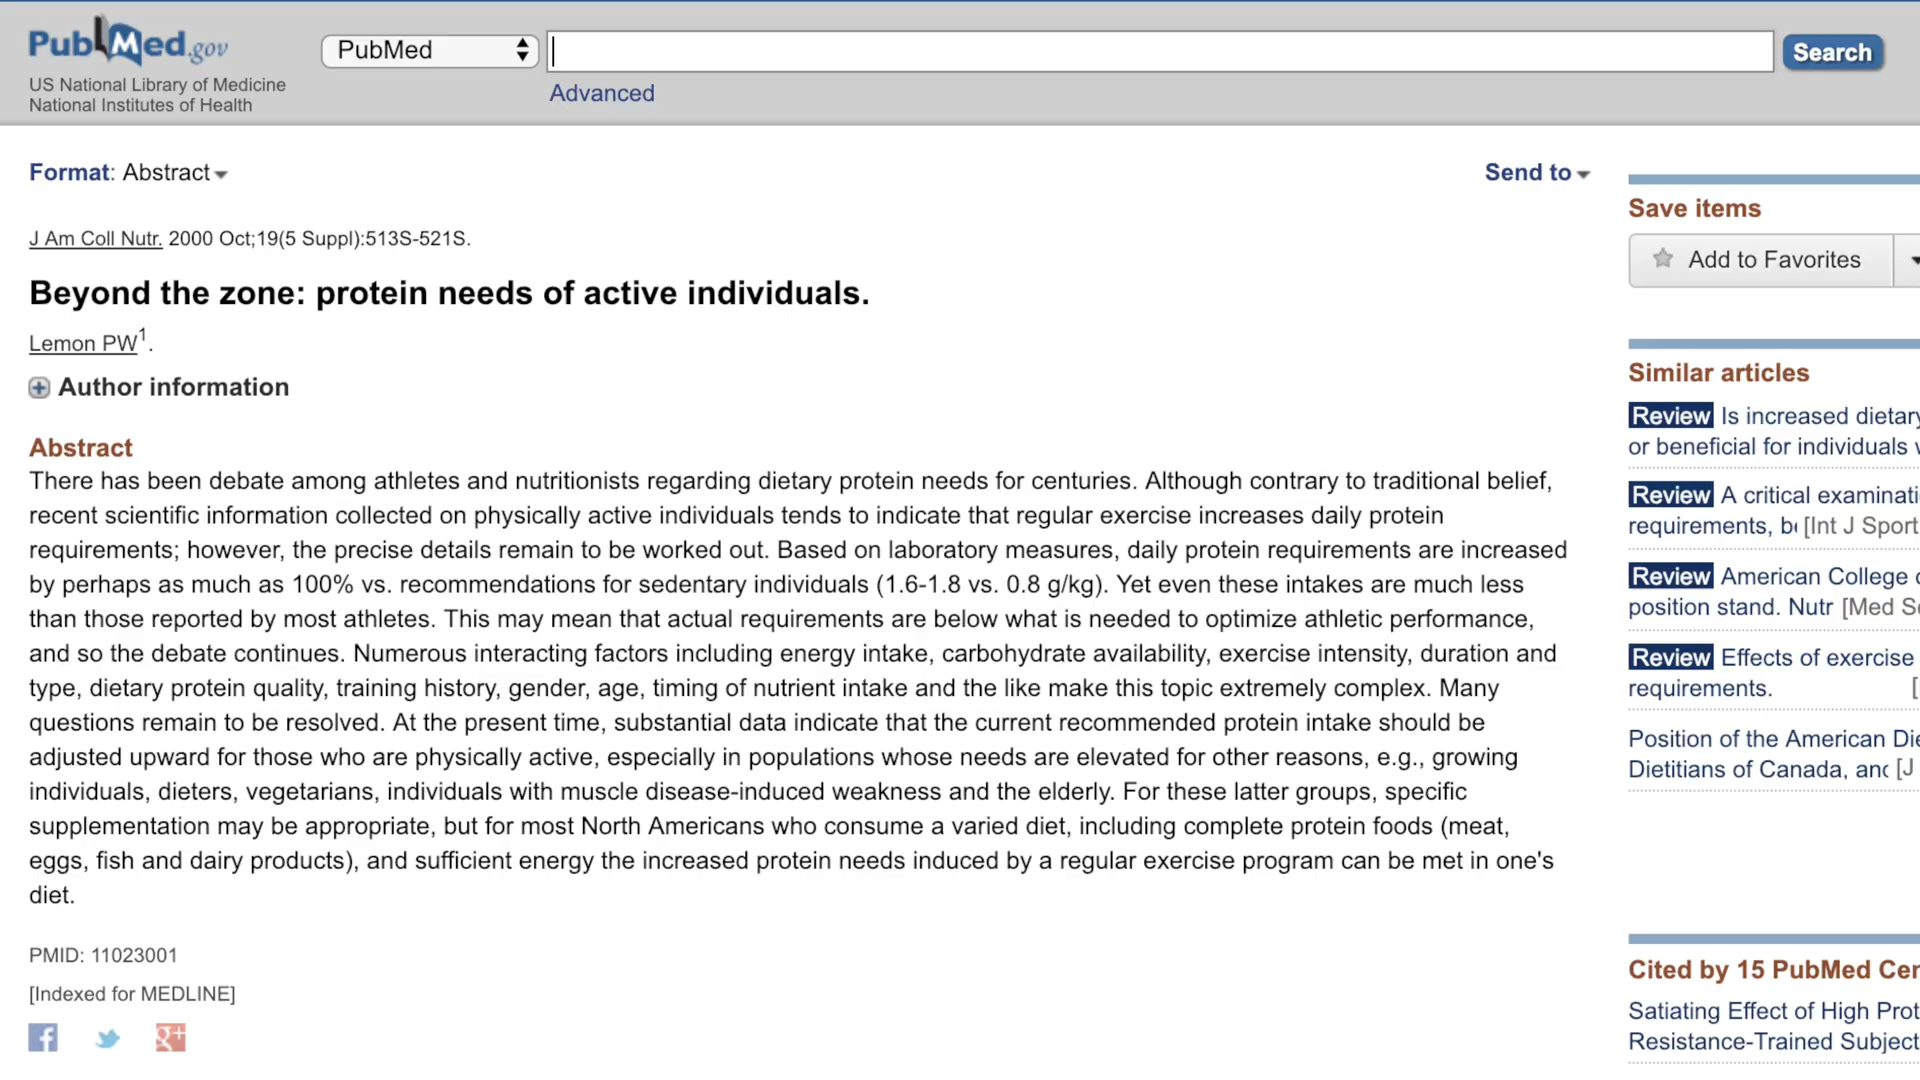 PubMed.gov
US National Library of Medicine
National Institutes of Health
PubMed
Search
Advanced
Format: Abstract
Send to
J Am Coll Nutr. 2000 Oct;19(5 Suppl):513S-521S.
Beyond the zone: protein needs of active individuals.
Lemon PW1.
Author information
Abstract
There has been debate among athletes and nutritionists regarding dietary protein needs for centuries. Although contrary to traditional belief,
recent scientific information collected on physically active individuals tends to indicate that regular exercise increases daily protein
requirements; however, the precise details remain to be worked out. Based on laboratory measures, daily protein requirements are increased
by perhaps as much as 100% vs. recommendations for sedentary individuals (1.6-1.8 vs. 0.8 g/kg). Yet even these intakes are much less
than those reported by most athletes. This may mean that actual requirements are below what is needed to optimize athletic performance,
and so the debate continues. Numerous interacting factors including energy intake, carbohydrate availability, exercise intensity, duration and
type, dietary protein quality, training history, gender, age, timing of nutrient intake and the like make this topic extremely complex. Many
questions remain to be resolved. At the present time, substantial data indicate that the current recommended protein intake should be
adjusted upward for those who are physically active, especially in populations whose needs are elevated for other reasons, e.g., growing
individuals, dieters, vegetarians, individuals with muscle disease-induced weakness and the elderly. For these latter groups, specific
supplementation may be appropriate, but for most North Americans who consume a varied diet, including complete protein foods (meat,
eggs, fish and dairy products), and sufficient energy the increased protein needs induced by a regular exercise program can be met in one's
diet.
PMID: 11023001
[Indexed for MEDLINE]
Save items
Add to Favorites
Similar articles
Review Is increased dietary
or beneficial for individuals
Review A critical
requirements, [Int J Sport
Review American College
position stand. Nutr [Med
Review Effects of exercise
requirements. [
Position of the American
Dietitians of Canada, [J
Cited by 15 PubMed
Satiating Effect of High
Resistance-Trained